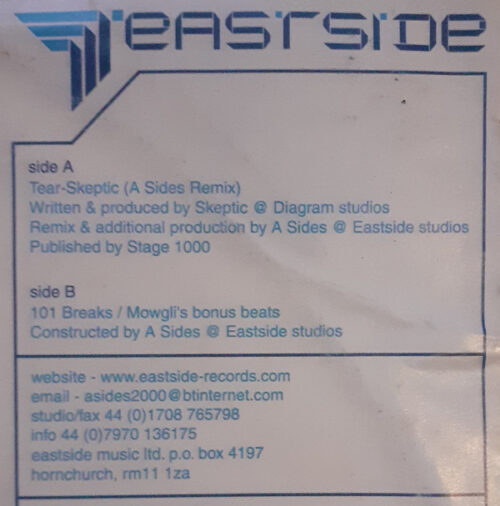 eastside
side A
Tear-Skeptic (A Sides Remix)
Written & produced by Skeptic @ Diagram studios
Remix & additional production by A Sides @ Eastside studios
Published by Stage 1000
side B
101 Breaks / Mowgli's bonus beats
Constructed by A Sides @ Eastside studios
website - www.eastside-records.com
email - asides2000@btinternet.com
studio/fax 44 (0)1708 765798
info 44 (0)7970 136175
eastside music ltd. p.o. box 4197
hornchurch, rm11 1za